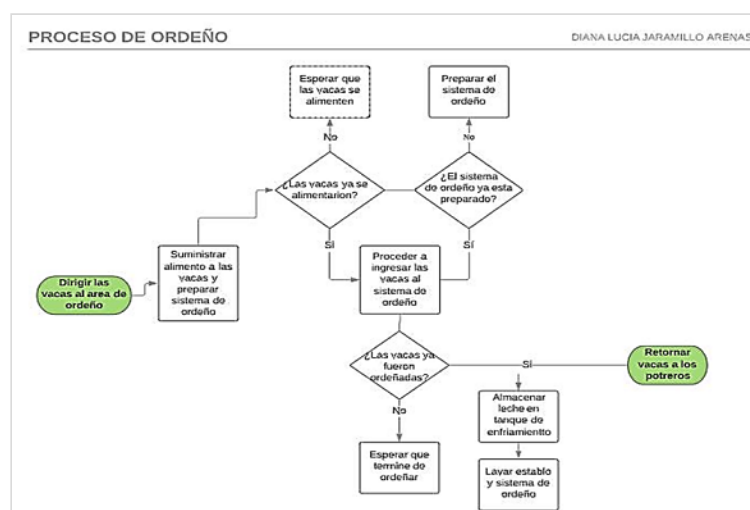 PROCESO DE ORDEÑO
DIANA LUCIA JARAMILLO ARENAS
Esperar que
las vacas se
alimenten
Preparar el
sistema de
ordeño
No
No
¿Las vacas ya se
alimentarion?
¿El sistema
de ordeño ya esta
preparado?
Suministrar
alimento a las
vacas y
preparar
sistema de
ordeño
Si
Proceder a
ingresar las
vacas al
sistema de
ordeño
Sí
Dirigir las
vacas al area de
ordeño
¿Las vacas ya
fueron
ordeñadas?
Sí
Retornar
vacas a los
potreros
No
Almacenar
leche en
tanque de
enfriamientto
Esperar que
termine de
ordeñar
Lavar establo
y sistema de
ordeño